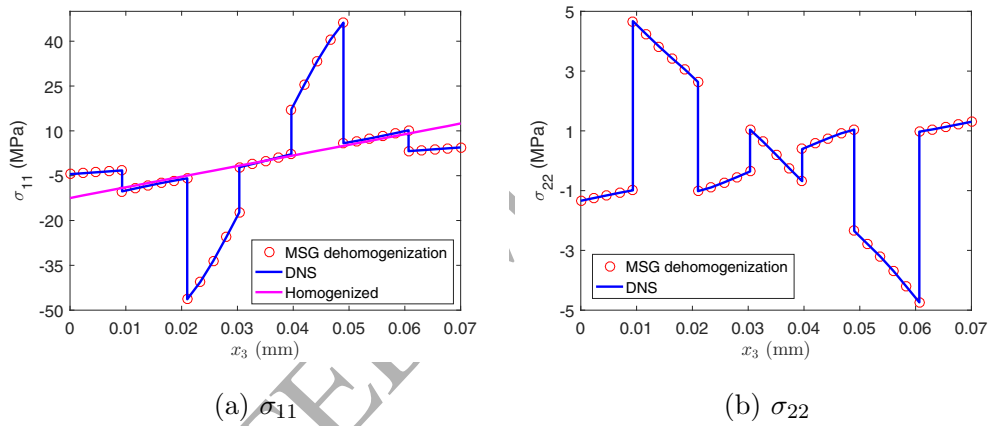 40
25
10
-5
-20
-35
-50
σ11 (MPa)
MSG dehomogenization
DNS
Homogenized
0 0.01 0.02 0.03 0.04 0.05 0.06 0.07
x3 (mm)
(a) σ11
5
3
1
-1
-3
-5
σ22 (MPa)
MSG dehomogenization
DNS
0 0.01 0.02 0.03 0.04 0.05 0.06 0.07
x3 (mm)
(b) σ22